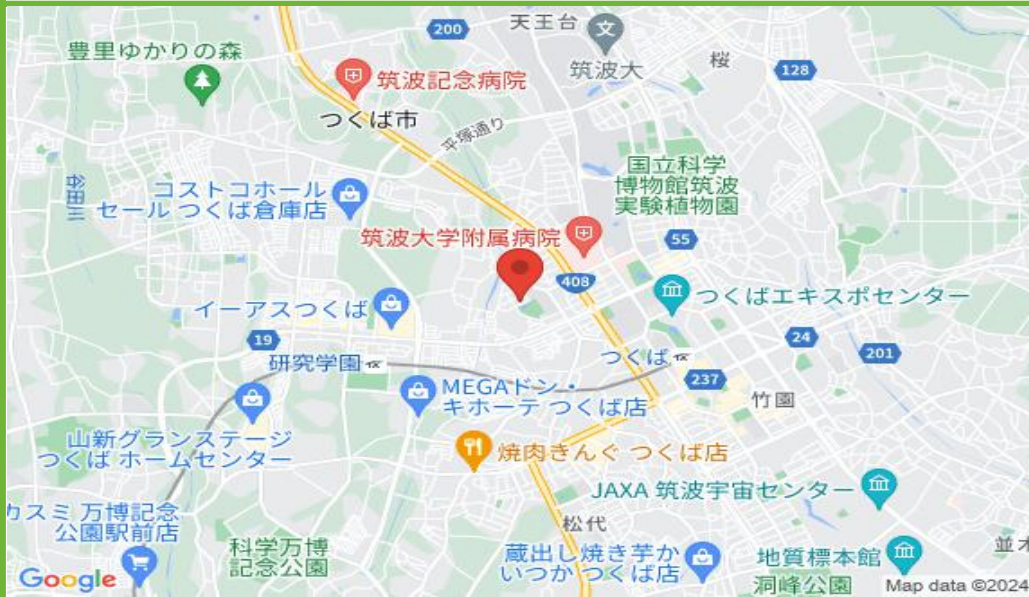 天王台
200
豊里ゆかりの森
文
筑波大
桜
128
筑波記念病院
つくば市
平塚通り
国立科学
博物館筑波
実験植物園
谷田川
コストコホール
セール つくば倉庫店
筑波大学附属病院
55
408
つくばエキスポセンター
イーアスつくば
19
24
201
研究学園
つくば
237
MEGAドン・
キホーテ つくば店
竹園
山新グランステージ
つくば ホームセンター
焼肉きんぐ つくば店
JAXA 筑波宇宙センター
カスミ 万博記念
公園駅前店
松代
科学万博
記念公園
蔵出し焼き芋か
いつか つくば店
地質標本館
並木
洞峰公園
Google
Map data ©2024